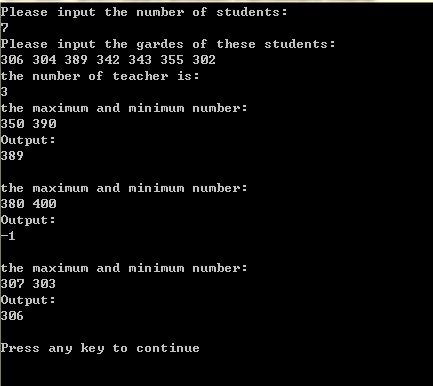 Please input the number of students:
7
Please input the gardes of these students:
306 304 389 342 343 355 302
the number of teacher is:
3
the maximum and minimum number:
350 390
Output:
389
the maximum and minimum number:
380 400
Output:
-1
the maximum and minimum number:
307 303
Output:
306
Press any key to continue